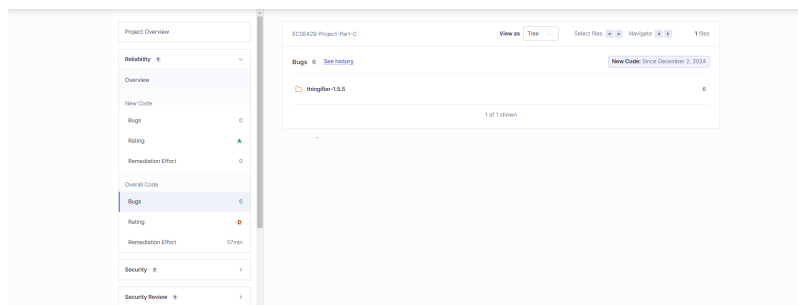 Project Overview
Reliability ?
Overview
New Code
Bugs 0
Rating A
Remediation Effort 0
Overall Code
Bugs 6
Rating D
Remediation Effort 57min
Security ?
Security Review ?
ECSE429-Project-Part-C View as Tree Select files Navigate 1 files
Bugs 6 See history New Code: Since December 2, 2024
thingifier-1.5.5 6
1 of 1 shown